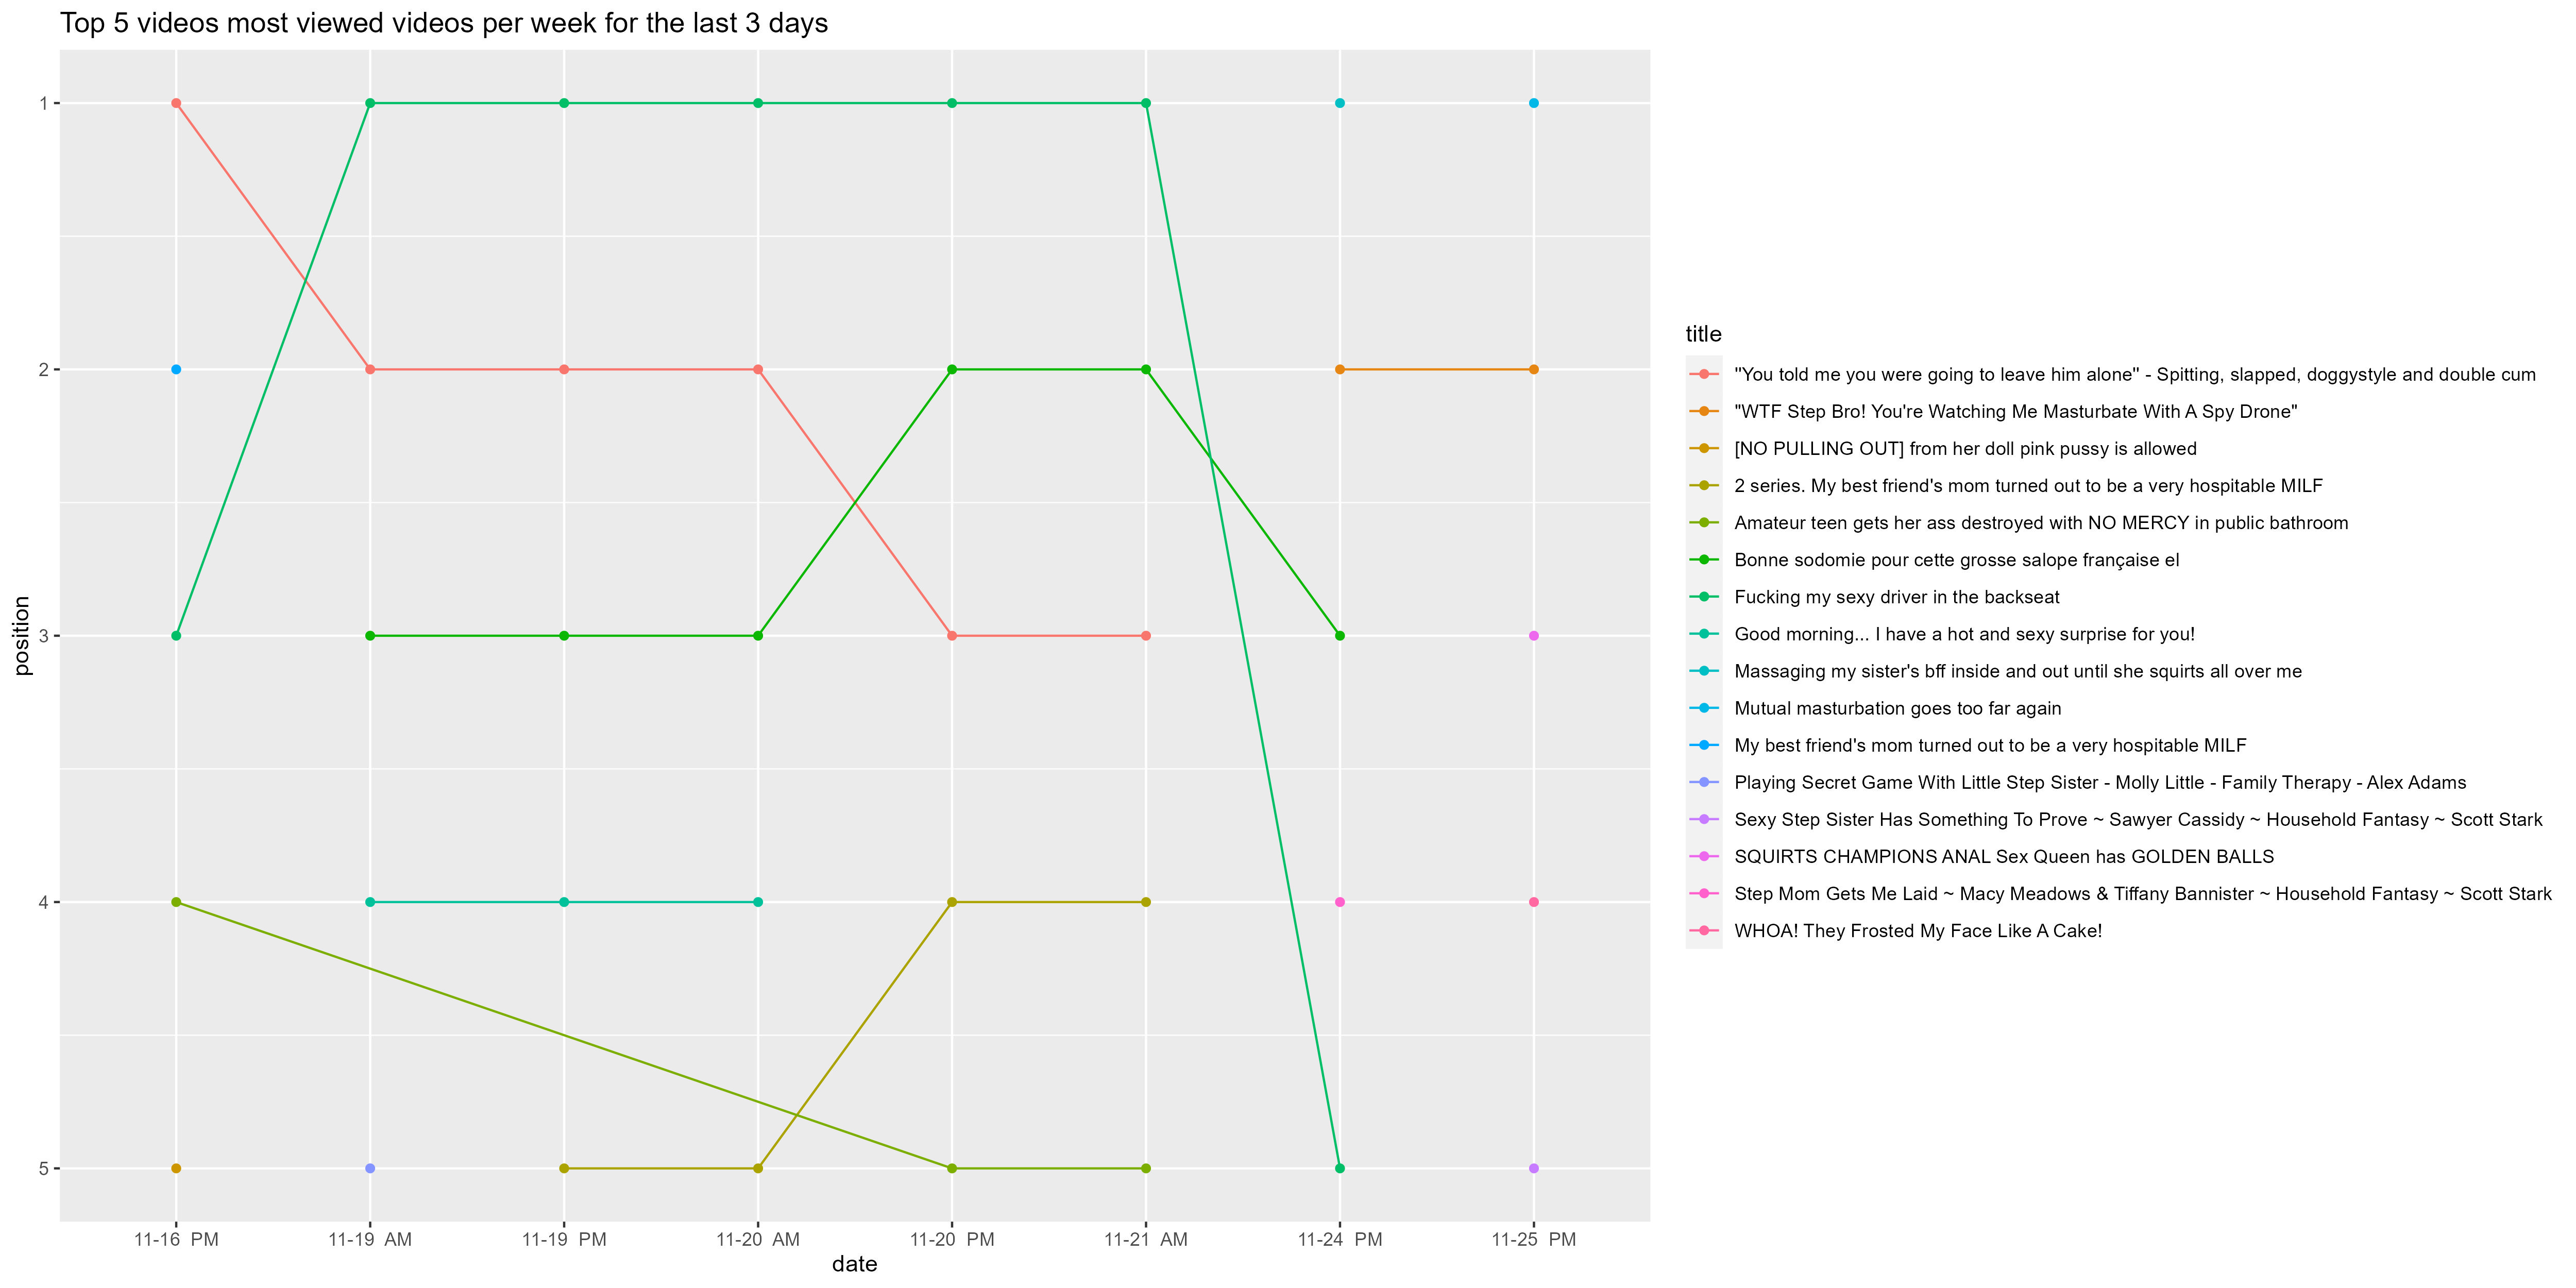 Top 5 videos most viewed videos per week for the last 3 days
position
1
2
3
4
5
11-16 PM
11-19 AM
11-19 PM
11-20 AM
11-20 PM
11-21 AM
11-24 PM
11-25 PM
date
title
"You told me you were going to leave him alone" - Spitting, slapped, doggystyle and double cum
"WTF Step Bro! You're Watching Me Masturbate With A Spy Drone"
[NO PULLING OUT] from her doll pink pussy is allowed
2 series. My best friend's mom turned out to be a very hospitable MILF
Amateur teen gets her ass destroyed with NO MERCY in public bathroom
Bonne sodomie pour cette grosse salope française el
Fucking my sexy driver in the backseat
Good morning... I have a hot and sexy surprise for you!
Massaging my sister's bff inside and out until she squirts all over me
Mutual masturbation goes too far again
My best friend's mom turned out to be a very hospitable MILF
Playing Secret Game With Little Step Sister - Molly Little - Family Therapy - Alex Adams
Sexy Step Sister Has Something To Prove ~ Sawyer Cassidy ~ Household Fantasy ~ Scott Stark
SQUIRTS CHAMPIONS ANAL Sex Queen has GOLDEN BALLS
Step Mom Gets Me Laid ~ Macy Meadows & Tiffany Bannister ~ Household Fantasy ~ Scott Stark
WHOA! They Frosted My Face Like A Cake!